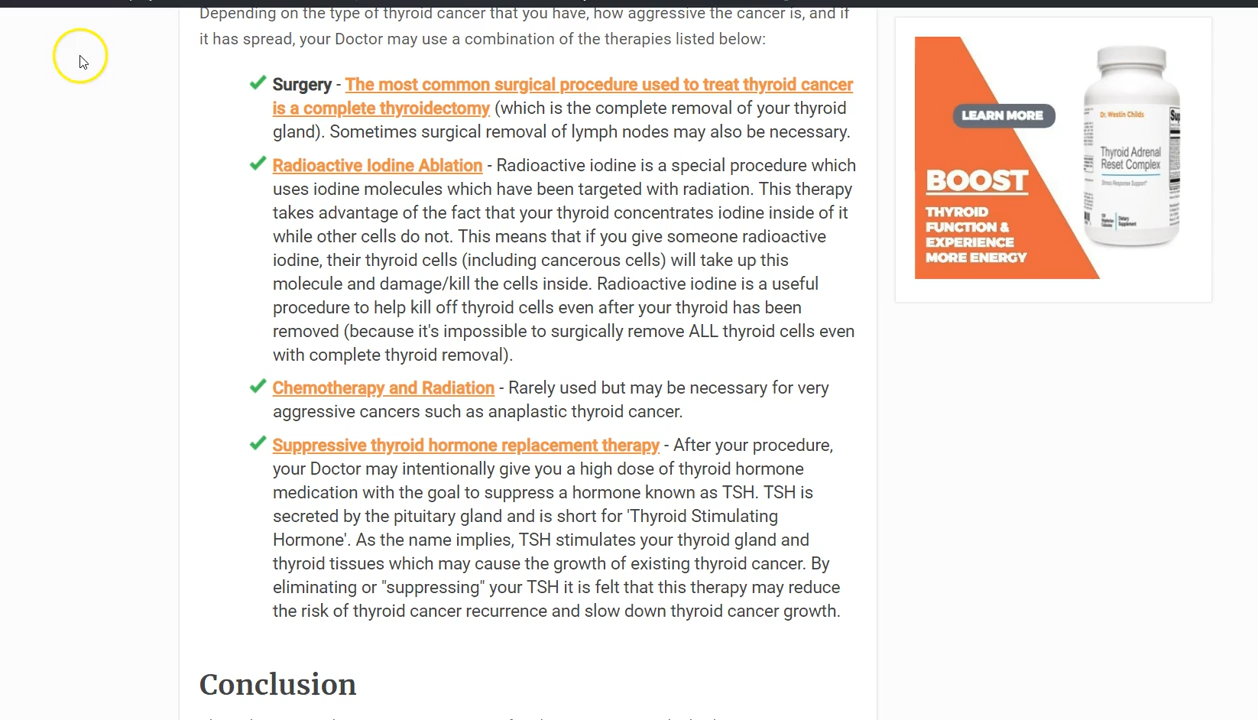 Depending on the type of thyroid cancer that you have, how aggressive the cancer is, and if
it has spread, your Doctor may use a combination of the therapies listed below:
Surgery - The most common surgical procedure used to treat thyroid cancer
is a complete thyroidectomy (which is the complete removal of your thyroid
gland). Sometimes surgical removal of lymph nodes may also be necessary.
Radioactive Iodine Ablation - Radioactive iodine is a special procedure which
uses iodine molecules which have been targeted with radiation. This therapy
takes advantage of the fact that your thyroid concentrates iodine inside of it
while other cells do not. This means that if you give someone radioactive
iodine, their thyroid cells (including cancerous cells) will take up this
molecule and damage/kill the cells inside. Radioactive iodine is a useful
procedure to help kill off thyroid cells even after your thyroid has been
removed (because it's impossible to surgically remove ALL thyroid cells even
with complete thyroid removal).
Chemotherapy and Radiation - Rarely used but may be necessary for very
aggressive cancers such as anaplastic thyroid cancer.
Suppressive thyroid hormone replacement therapy - After your procedure,
your Doctor may intentionally give you a high dose of thyroid hormone
medication with the goal to suppress a hormone known as TSH. TSH is
secreted by the pituitary gland and is short for 'Thyroid Stimulating
Hormone'. As the name implies, TSH stimulates your thyroid gland and
thyroid tissues which may cause the growth of existing thyroid cancer. By
eliminating or "suppressing" your TSH it is felt that this therapy may reduce
the risk of thyroid cancer recurrence and slow down thyroid cancer growth.
Conclusion
LEARN MORE
BOOST
THYROID
FUNCTION &
EXPERIENCE
MORE ENERGY
Dr. Westin Childs
Thyroid Adrenal
Reset Complex
Stress Response Support*
Dietary
Supplement